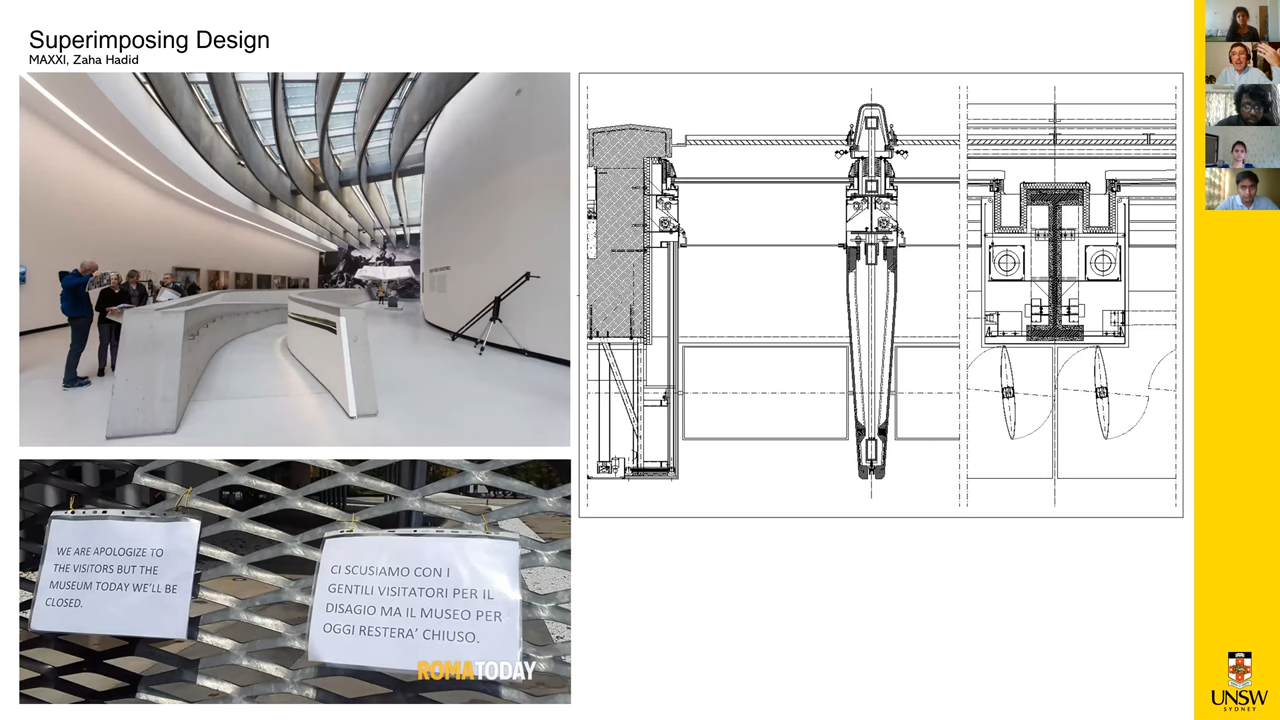 Superimposing Design
MAXXI, Zaha Hadid
WE ARE APOLOGIZE TO
THE VISITORS BUT THE
MUSEUM TODAY WE'LL BE
CLOSED.
CI SCUSIAMO CON I
GENTILI VISITATORI PER IL
DISAGIO MA IL MUSEO PER
OGGI RESTERA' CHIUSO.
ROMATODAY
UNSW
SYDNEY